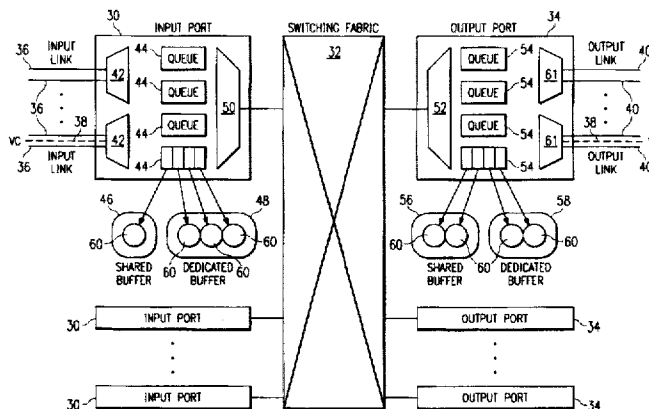 30
INPUT PORT
SWITCHING FABRIC
OUTPUT PORT
34
36
INPUT LINK
44
QUEUE
32
QUEUE
54
OUTPUT LINK
40
42
44
QUEUE
50
52
QUEUE
54
61
36
38
44
QUEUE
QUEUE
54
40
38
VC
42
61
36
INPUT LINK
44
54
OUTPUT LINK
40
46
48
56
58
60
60
60
60
60
60
60
SHARED BUFFER
DEDICATED BUFFER
SHARED BUFFER
DEDICATED BUFFER
30
INPUT PORT
OUTPUT PORT
34
30
INPUT PORT
OUTPUT PORT
34